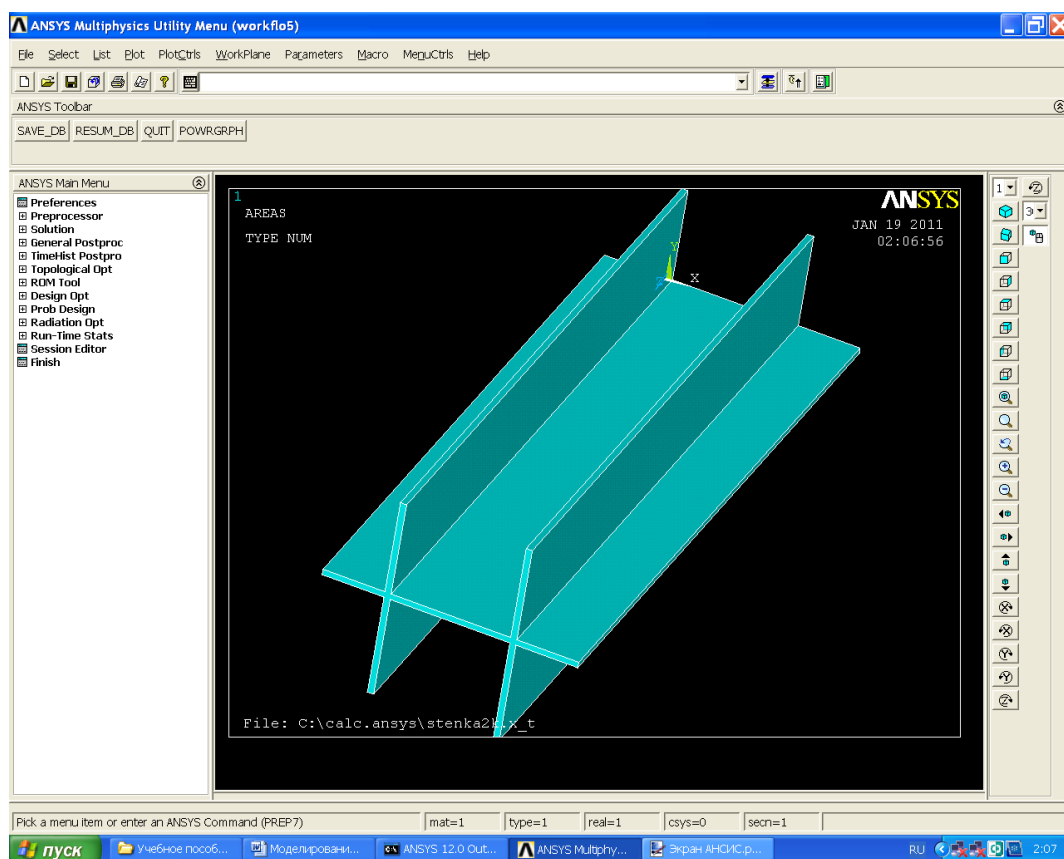 ANSYS Multiphysics Utility Menu (workflo5)
File Select List Plot PlotCtrls WorkPlane Parameters Macro MenuCtrls Help
ANSYS Toolbar
SAVE_DB RESUM_DB QUIT POWRGRPH
ANSYS Main Menu
Preferences
Preprocessor
Solution
General Postproc
TimeHist Postpro
Topological Opt
ROM Tool
Design Opt
Prob Design
Radiation Opt
Run-Time Stats
Session Editor
Finish
1
AREAS
TYPE NUM
ANSYS
JAN 19 2011
02:06:56
Y
X
File: C:\calc.ansys\stenka2k.x_t
1
Pick a menu item or enter an ANSYS Command (PREP7) mat=1 type=1 real=1 csys=0 secn=1
пуск Учебное пособ... Моделировани... ANSYS 12.0 Out... ANSYS Multiphy... Экран АНСИС.p... RU 2:07